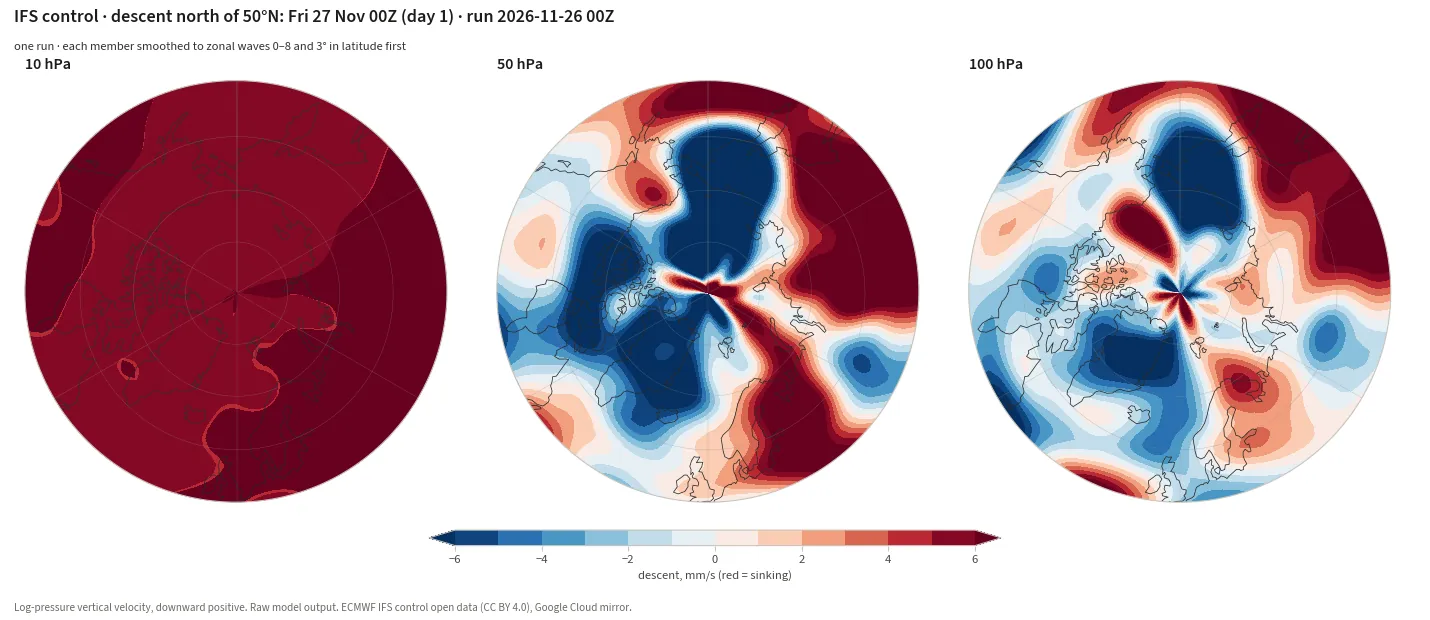 IFS control · descent north of 50°N: Fri 27 Nov 00Z (day 1) · run 2026-11-26 00Z
one run · each member smoothed to zonal waves 0–8 and 3° in latitude first
10 hPa
50 hPa
100 hPa
−6 −4 −2 0 2 4 6
descent, mm/s (red = sinking)
Log-pressure vertical velocity, downward positive. Raw model output. ECMWF IFS control open data (CC BY 4.0), Google Cloud mirror.